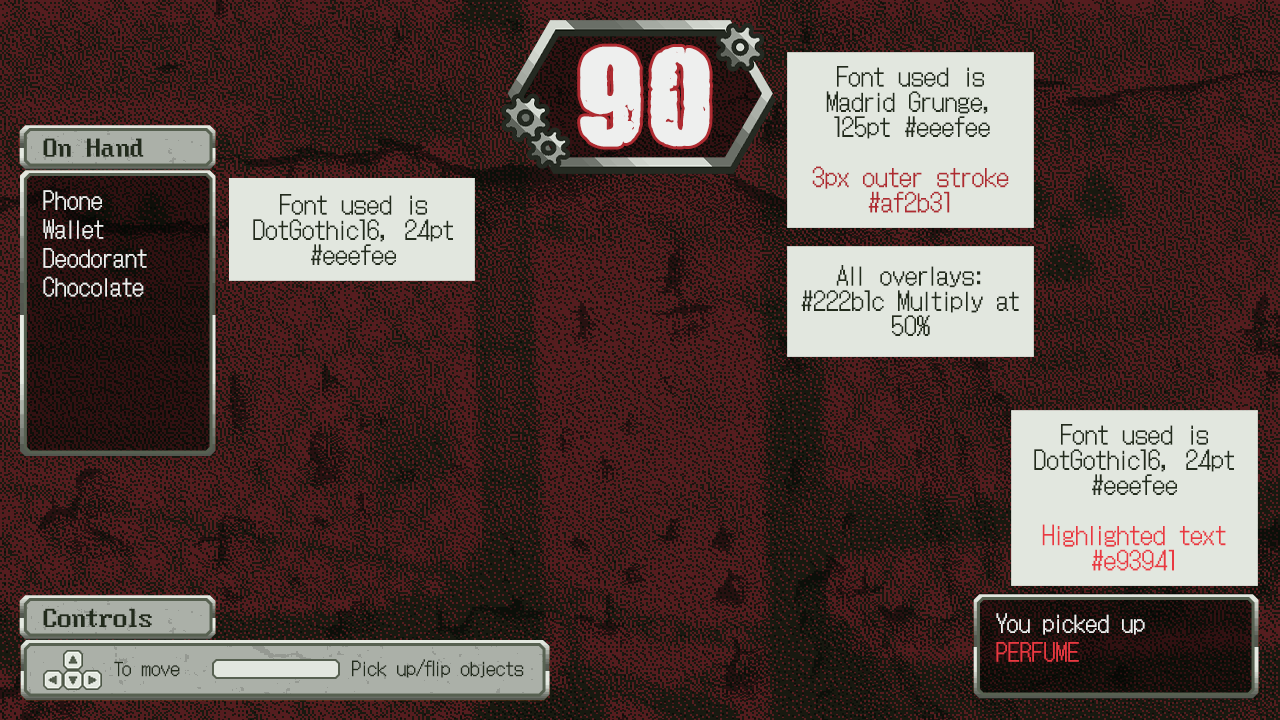 90
Font used is
Madrid Grunge,
125pt #eeefee
3px outer stroke
#af2b31
On Hand
Phone
Wallet
Deodorant
Chocolate
Font used is
DotGothic16, 24pt
#eeefee
All overlays:
#222b1c Multiply at
50%
Font used is
DotGothic16, 24pt
#eeefee
Highlighted text
#e93941
You picked up
PERFUME
Controls
To move
Pick up/flip objects